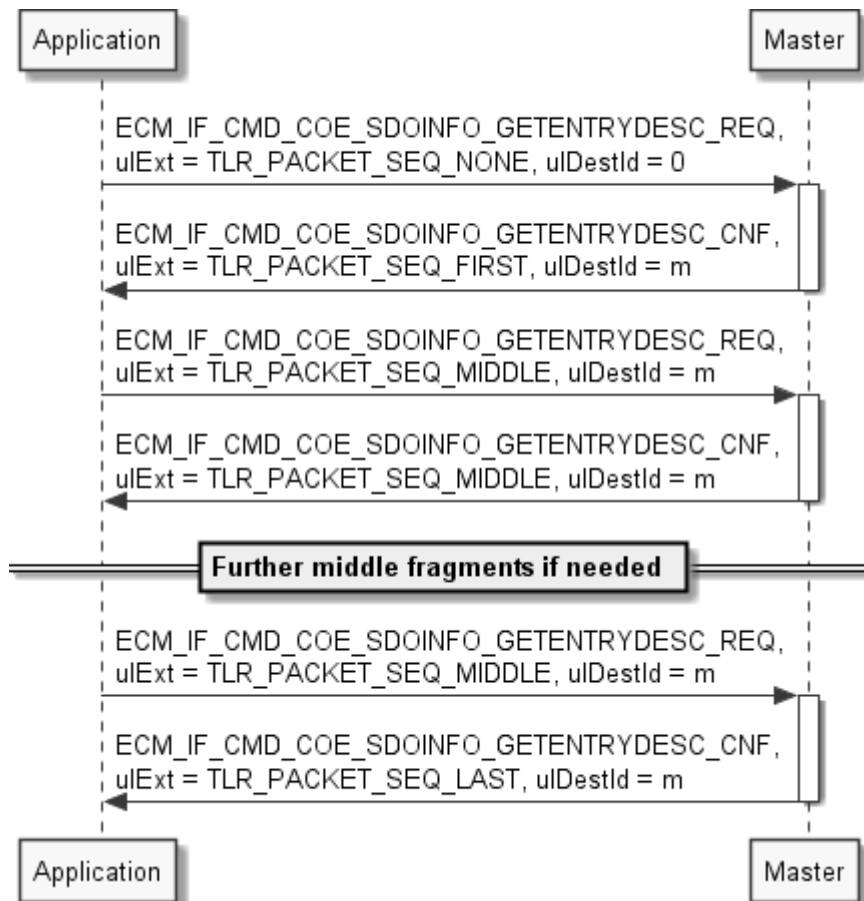 Application
Master
ECM_IF_CMD_COE_SDOINFO_GETENTRYDESC_REQ,
ulExt = TLR_PACKET_SEQ_NONE, ulDestId = 0
ECM_IF_CMD_COE_SDOINFO_GETENTRYDESC_CNF,
ulExt = TLR_PACKET_SEQ_FIRST, ulDestId = m
ECM_IF_CMD_COE_SDOINFO_GETENTRYDESC_REQ,
ulExt = TLR_PACKET_SEQ_MIDDLE, ulDestId = m
ECM_IF_CMD_COE_SDOINFO_GETENTRYDESC_CNF,
ulExt = TLR_PACKET_SEQ_MIDDLE, ulDestId = m
Further middle fragments if needed
ECM_IF_CMD_COE_SDOINFO_GETENTRYDESC_REQ,
ulExt = TLR_PACKET_SEQ_MIDDLE, ulDestId = m
ECM_IF_CMD_COE_SDOINFO_GETENTRYDESC_CNF,
ulExt = TLR_PACKET_SEQ_LAST, ulDestId = m
Application
Master